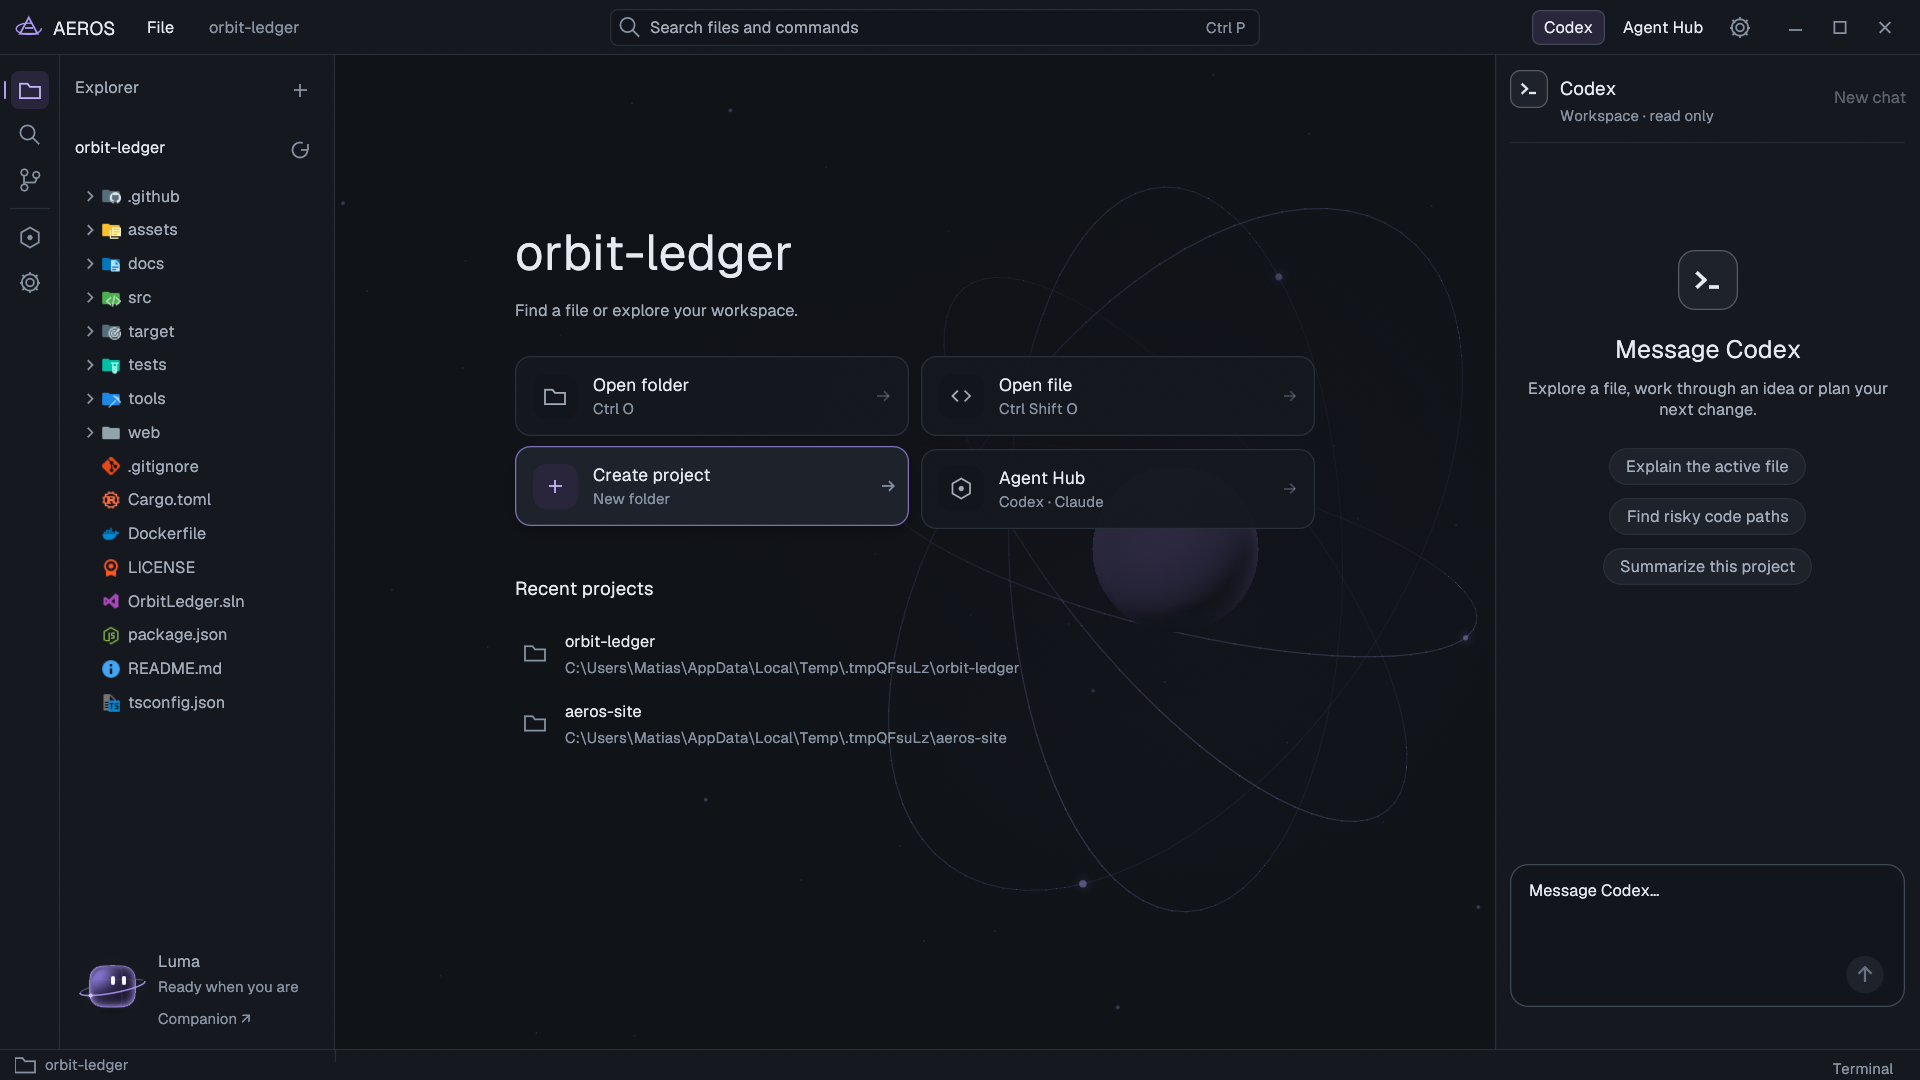 AEROS
File
orbit-ledger
Search files and commands
Ctrl P
Codex
Agent Hub
Explorer
orbit-ledger
.github
assets
docs
src
target
tests
tools
web
.gitignore
Cargo.toml
Dockerfile
LICENSE
OrbitLedger.sln
package.json
README.md
tsconfig.json
Luma
Ready when you are
Companion ↗
orbit-ledger
Find a file or explore your workspace.
Open folder
Ctrl O
Open file
Ctrl Shift O
Create project
New folder
Agent Hub
Codex · Claude
Recent projects
orbit-ledger
C:\Users\Matias\AppData\Local\Temp\.tmpQFsuLz\orbit-ledger
aeros-site
C:\Users\Matias\AppData\Local\Temp\.tmpQFsuLz\aeros-site
Codex
Workspace · read only
New chat
Message Codex
Explore a file, work through an idea or plan your
next change.
Explain the active file
Find risky code paths
Summarize this project
Message Codex…
orbit-ledger
Terminal